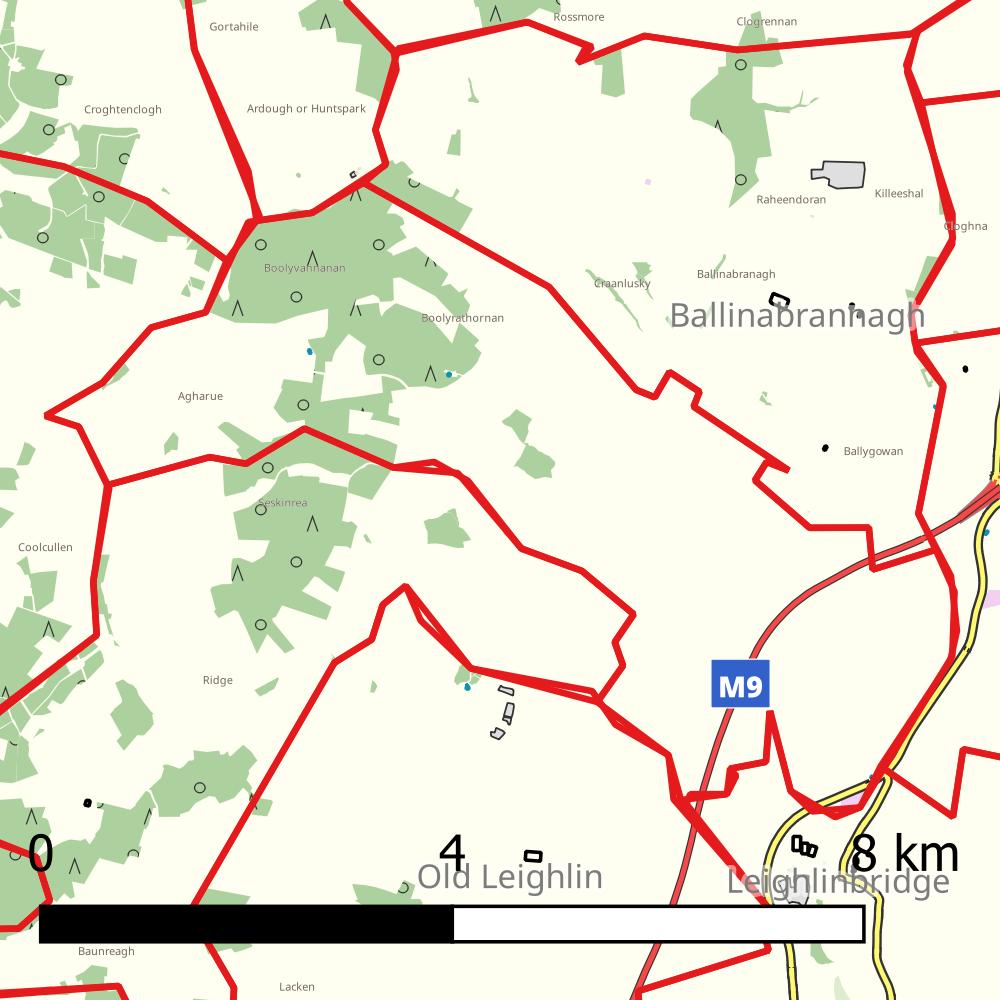 Rossmore
Clogrennan
Gortahile
Croghtenclogh
Ardough or Huntspark
Killeeshal
Raheendoran
Cloghna
Boolyvannanan
Ballinabranagh
Craanlusky
Ballinabrannagh
Boolyrathornan
Agharue
Ballygowan
Seskinrea
Coolcullen
Ridge
M9
0
4
8 km
Old Leighlin
Leighlinbridge
Baunreagh
Lacken